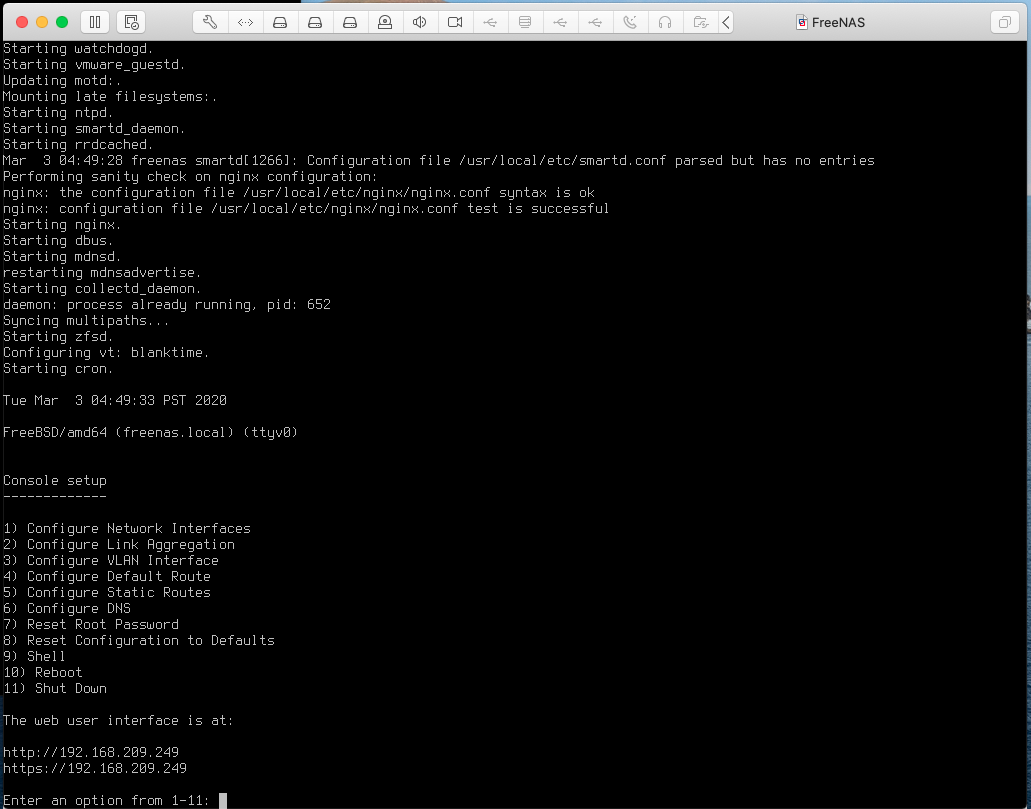 FreeNAS
Starting watchdogd.
Starting vmware_guestd.
Updating motd:.
Mounting late filesystems:.
Starting ntpd.
Starting smartd_daemon.
Starting rrdcached.
Mar  3 04:49:28 freenas smartd[1266]: Configuration file /usr/local/etc/smartd.conf parsed but has no entries
Performing sanity check on nginx configuration:
nginx: the configuration file /usr/local/etc/nginx/nginx.conf syntax is ok
nginx: configuration file /usr/local/etc/nginx/nginx.conf test is successful
Starting nginx.
Starting dbus.
Starting mdnsd.
restarting mdnsadvertise.
Starting collectd_daemon.
daemon: process already running, pid: 652
Syncing multipaths...
Starting zfsd.
Configuring vt: blanktime.
Starting cron.
Tue Mar  3 04:49:33 PST 2020
FreeBSD/amd64 (freenas.local) (ttyv0)
Console setup
-------------
1) Configure Network Interfaces
2) Configure Link Aggregation
3) Configure VLAN Interface
4) Configure Default Route
5) Configure Static Routes
6) Configure DNS
7) Reset Root Password
8) Reset Configuration to Defaults
9) Shell
10) Reboot
11) Shut Down
The web user interface is at:
http://192.168.209.249
https://192.168.209.249
Enter an option from 1-11: